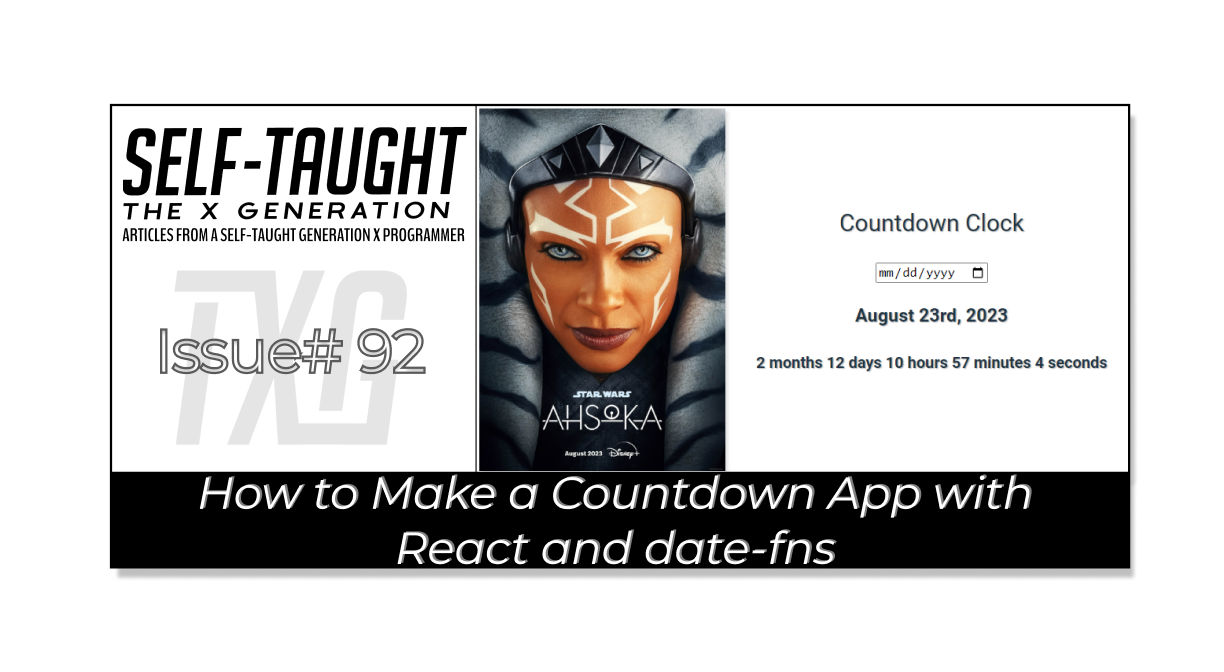 SELF-TAUGHT
THE X GENERATION
ARTICLES FROM A SELF-TAUGHT GENERATION X PROGRAMMER
TXG
Issue# 92
STAR WARS
AHSOKA
August 2023 Disney+
Countdown Clock
mm/dd/yyyy
August 23rd, 2023
2 months 12 days 10 hours 57 minutes 4 seconds
How to Make a Countdown App with
React and date-fns